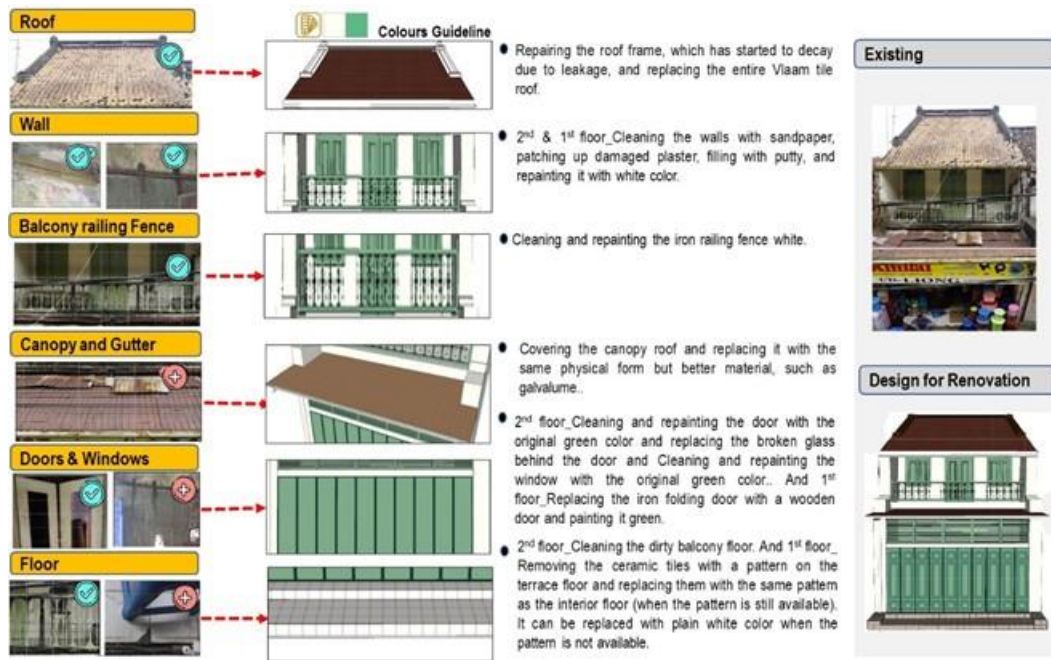 Roof
Colours Guideline
Repairing the roof frame, which has started to decay
due to leakage, and replacing the entire Vlaam tile
roof.
Wall
2nd & 1st floor_Cleaning the walls with sandpaper,
patching up damaged plaster, filling with putty, and
repainting it with white color.
Balcony railing Fence
Cleaning and repainting the iron railing fence white.
Canopy and Gutter
Covering the canopy roof and replacing it with the
same physical form but better material, such as
galvalume..
Doors & Windows
2nd floor_Cleaning and repainting the door with the
original green color and replacing the broken glass
behind the door and Cleaning and repainting the
window with the original green color.. And 1st
floor_Replacing the iron folding door with a wooden
door and painting it green.
Floor
2nd floor_Cleaning the dirty balcony floor. And 1st floor_
Removing the ceramic tiles with a pattern on the
terrace floor and replacing them with the same pattern
as the interior floor (when the pattern is still available).
It can be replaced with plain white color when the
pattern is not available.
Existing
LIONG
Design for Renovation